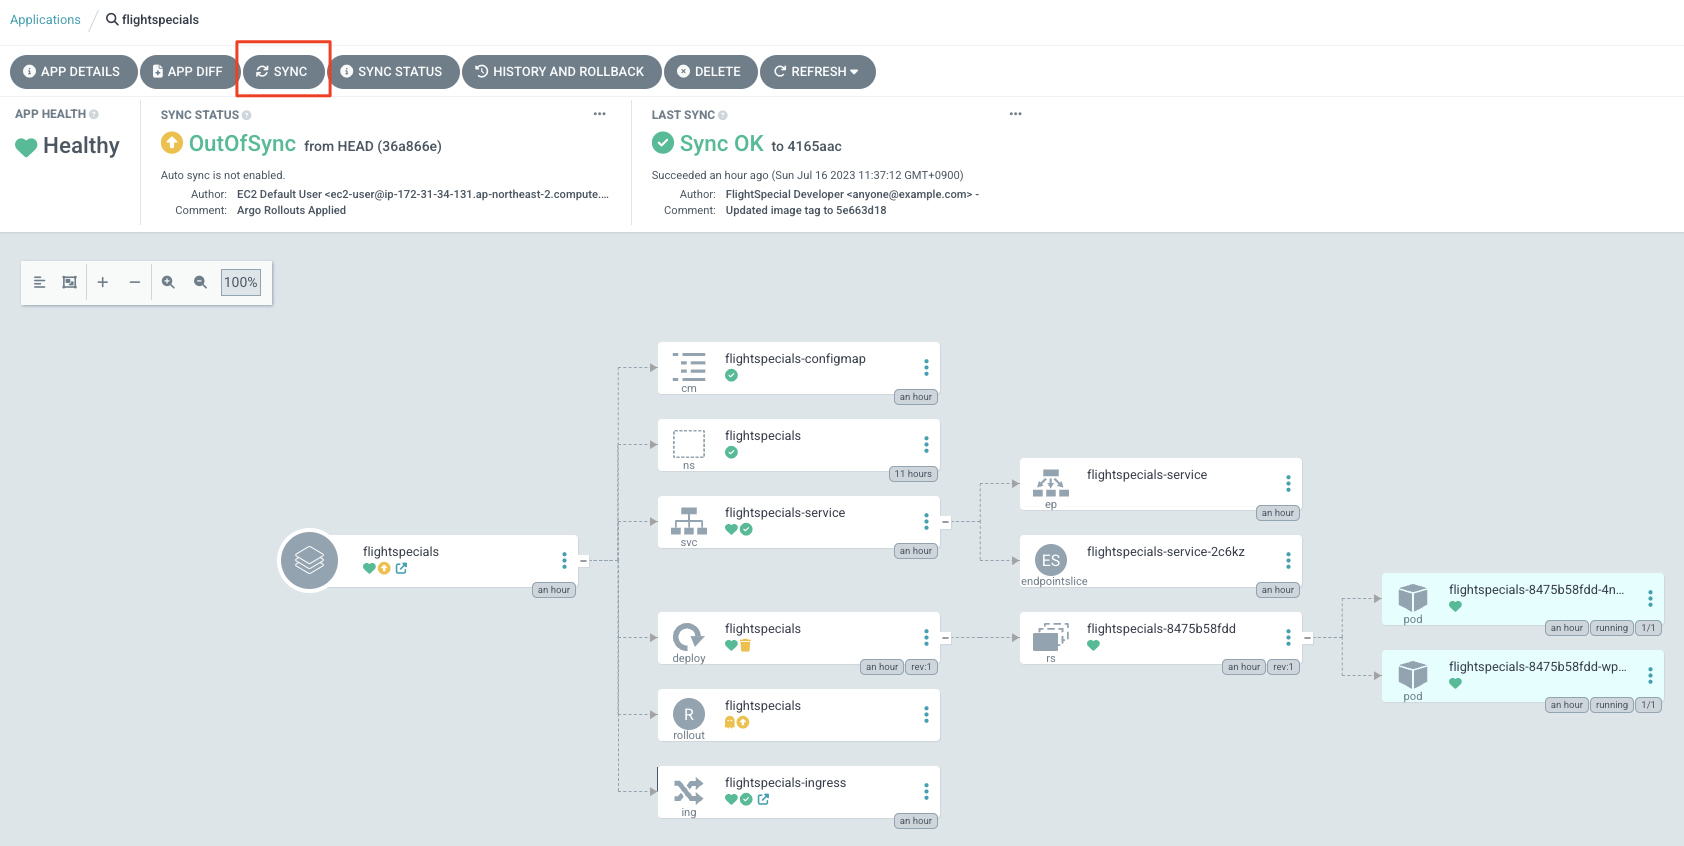 Applications / flightspecials
APP DETAILS APP DIFF SYNC SYNC STATUS HISTORY AND ROLLBACK DELETE REFRESH
APP HEALTH
Healthy
SYNC STATUS
OutOfSync from HEAD (36a866e)
Auto sync is not enabled.
Author: EC2 Default User <ec2-user@ip-172-31-34-131.ap-northeast-2.compute....
Comment: Argo Rollouts Applied
LAST SYNC
Sync OK to 4165aac
Succeeded an hour ago (Sun Jul 16 2023 11:37:12 GMT+0900)
Author: FlightSpecial Developer <anyone@example.com> -
Comment: Updated image tag to 5e663d18
100%
flightspecials
an hour
flightspecials-configmap
cm
an hour
flightspecials
ns
11 hours
flightspecials-service
svc
an hour
flightspecials-service
ep
an hour
ES
flightspecials-service-2c6kz
endpointslice
an hour
flightspecials
deploy
an hour rev:1
flightspecials-8475b58fdd
rs
an hour rev:1
flightspecials-8475b58fdd-4n...
pod
an hour running 1/1
flightspecials-8475b58fdd-wp...
pod
an hour running 1/1
R
flightspecials
rollout
flightspecials-ingress
ing
an hour